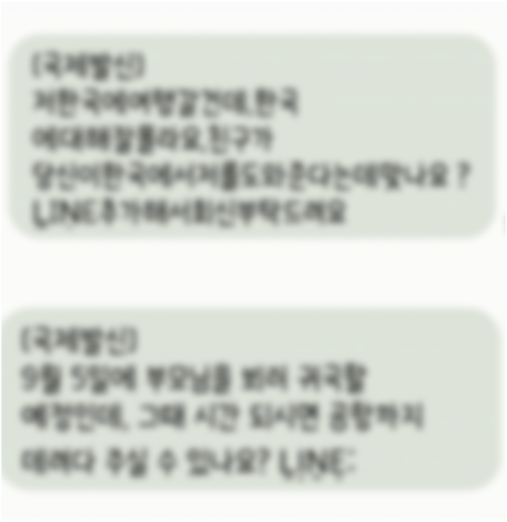 (국제발신)
저한국에여행갈건데,한국
에대해잘몰라요,친구가
당신이한국에서저를도와준다는데맞나요 ?
LINE추가해서회신부탁드려요
(국제발신)
9월 5일에 부모님을 뵈러 귀국할
예정인데, 그때 시간 되시면 공항까지
데려다 주실 수 있나요? LINE: